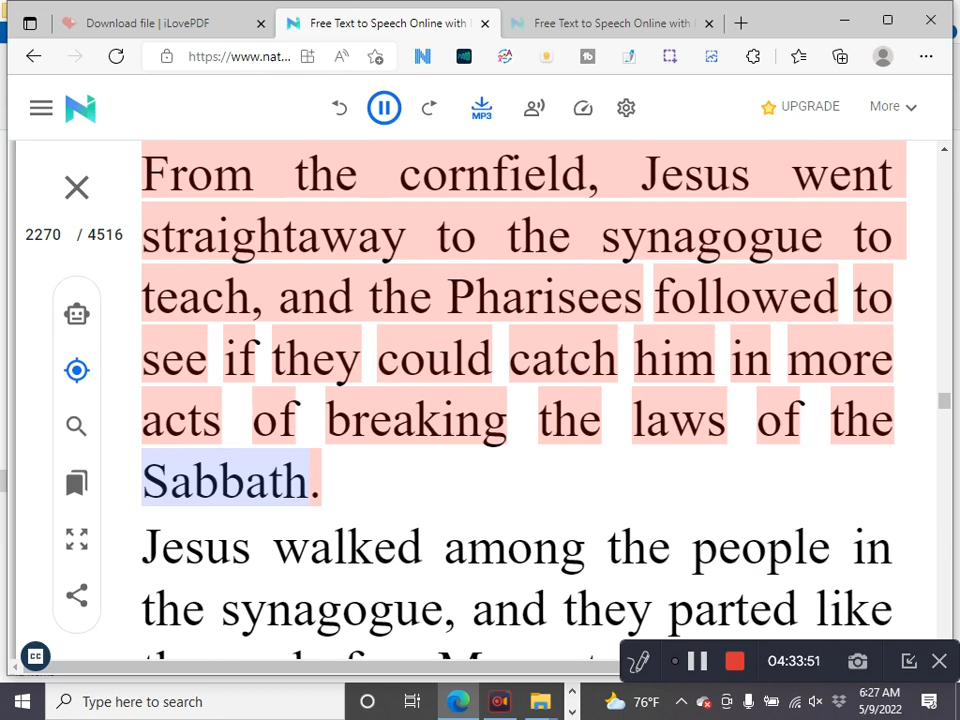 Download file | iLovePDF
Free Text to Speech Online with
Free Text to Speech Online with
https://www.nat...
MP3
UPGRADE
More
2270 / 4516
From the cornfield, Jesus went
straightaway to the synagogue to
teach, and the Pharisees followed to
see if they could catch him in more
acts of breaking the laws of the
Sabbath.
Jesus walked among the people in
the synagogue, and they parted like
CC
04:33:51
Type here to search
76°F
6:27 AM
5/9/2022